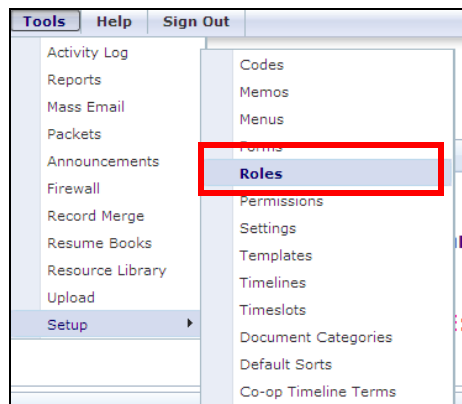 Tools Help Sign Out
Activity Log
Reports
Mass Email
Packets
Announcements
Firewall
Record Merge
Resume Books
Resource Library
Upload
Setup
Codes
Memos
Menus
Forms
Roles
Permissions
Settings
Templates
Timelines
Timeslots
Document Categories
Default Sorts
Co-op Timeline Terms